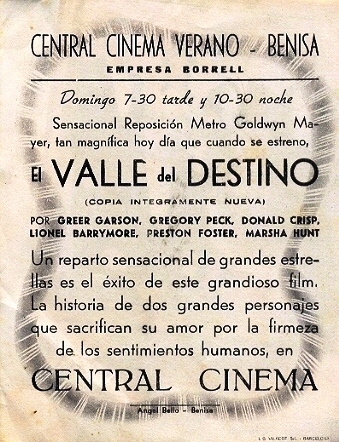 CENTRAL CINEMA VERANO - BENISA
EMPRESA BORRELL
Domingo 7-30 tarde y 10-30 noche
Sensacional Reposición Metro Goldwyn Ma-
yer, tan magnífica hoy día que cuando se estreno,
El VALLE del DESTINO
(COPIA INTEGRAMENTE NUEVA)
POR GREER GARSON, GREGORY PECK, DONALD CRISP,
LIONEL BARRYMORE, PRESTON FOSTER, MARSHA HUNT
Un reparto sensacional de grandes estre-
llas es el éxito de este grandioso film.
La historia de dos grandes personajes
que sacrifican su amor por la firmeza
de los sentimientos humanos, en
CENTRAL CINEMA
Angel Bello - Benisa
BARCELONA